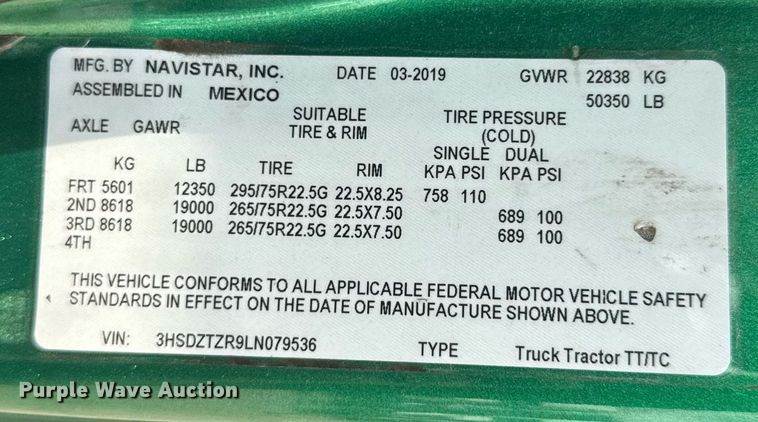 MFG. BY NAVISTAR, INC. DATE 03-2019 GVWR 22838 KG
ASSEMBLED IN MEXICO 50350 LB
SUITABLE TIRE PRESSURE
AXLE GAWR TIRE & RIM (COLD)
SINGLE DUAL
KG LB TIRE RIM KPA PSI KPA PSI
FRT 5601 12350 295/75R22.5G 22.5X8.25 758 110
2ND 8618 19000 265/75R22.5G 22.5X7.50 689 100
3RD 8618 19000 265/75R22.5G 22.5X7.50 689 100
4TH
THIS VEHICLE CONFORMS TO ALL APPLICABLE FEDERAL MOTOR VEHICLE SAFETY
STANDARDS IN EFFECT ON THE DATE OF MANUFACTURE SHOWN ABOVE.
VIN: 3HSDZTZR9LN079536 TYPE Truck Tractor TT/TC
Purple Wave Auction